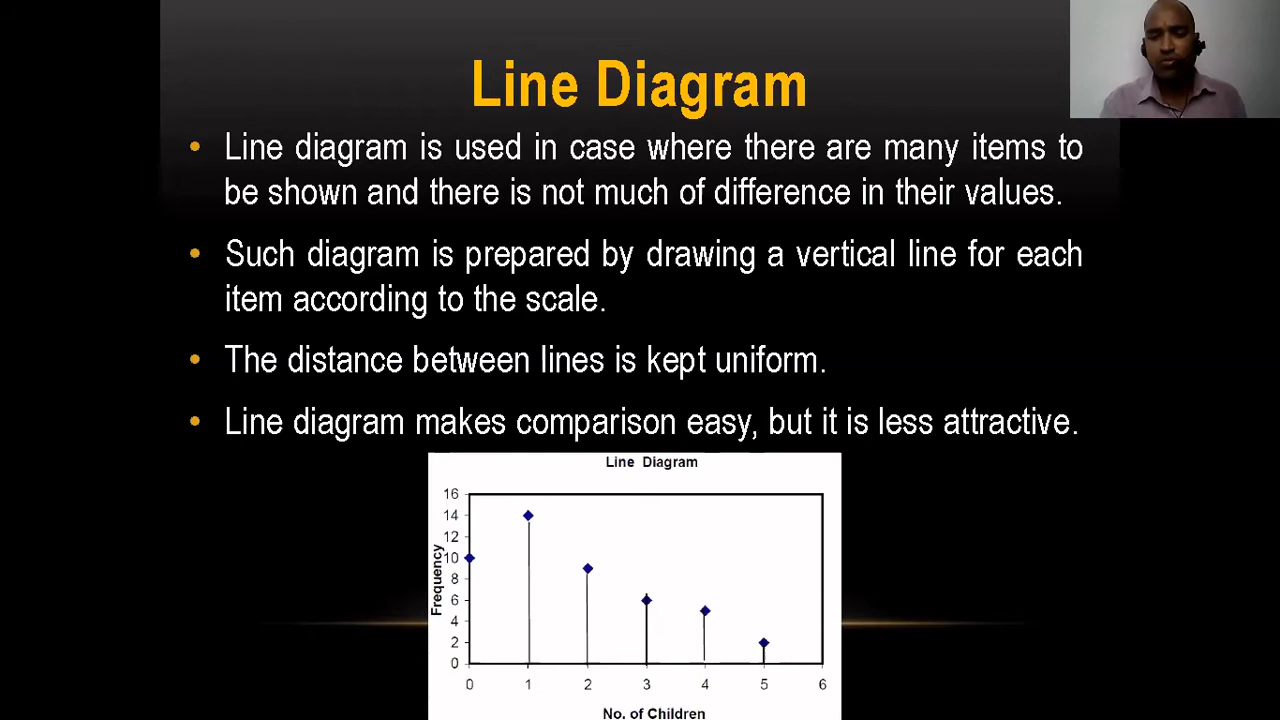 Line Diagram
• Line diagram is used in case where there are many items to
be shown and there is not much of difference in their values.
• Such diagram is prepared by drawing a vertical line for each
item according to the scale.
• The distance between lines is kept uniform.
• Line diagram makes comparison easy, but it is less attractive.
Line Diagram
Frequency
16
14
12
10
8
6
4
2
0
0 1 2 3 4 5 6
No. of Children